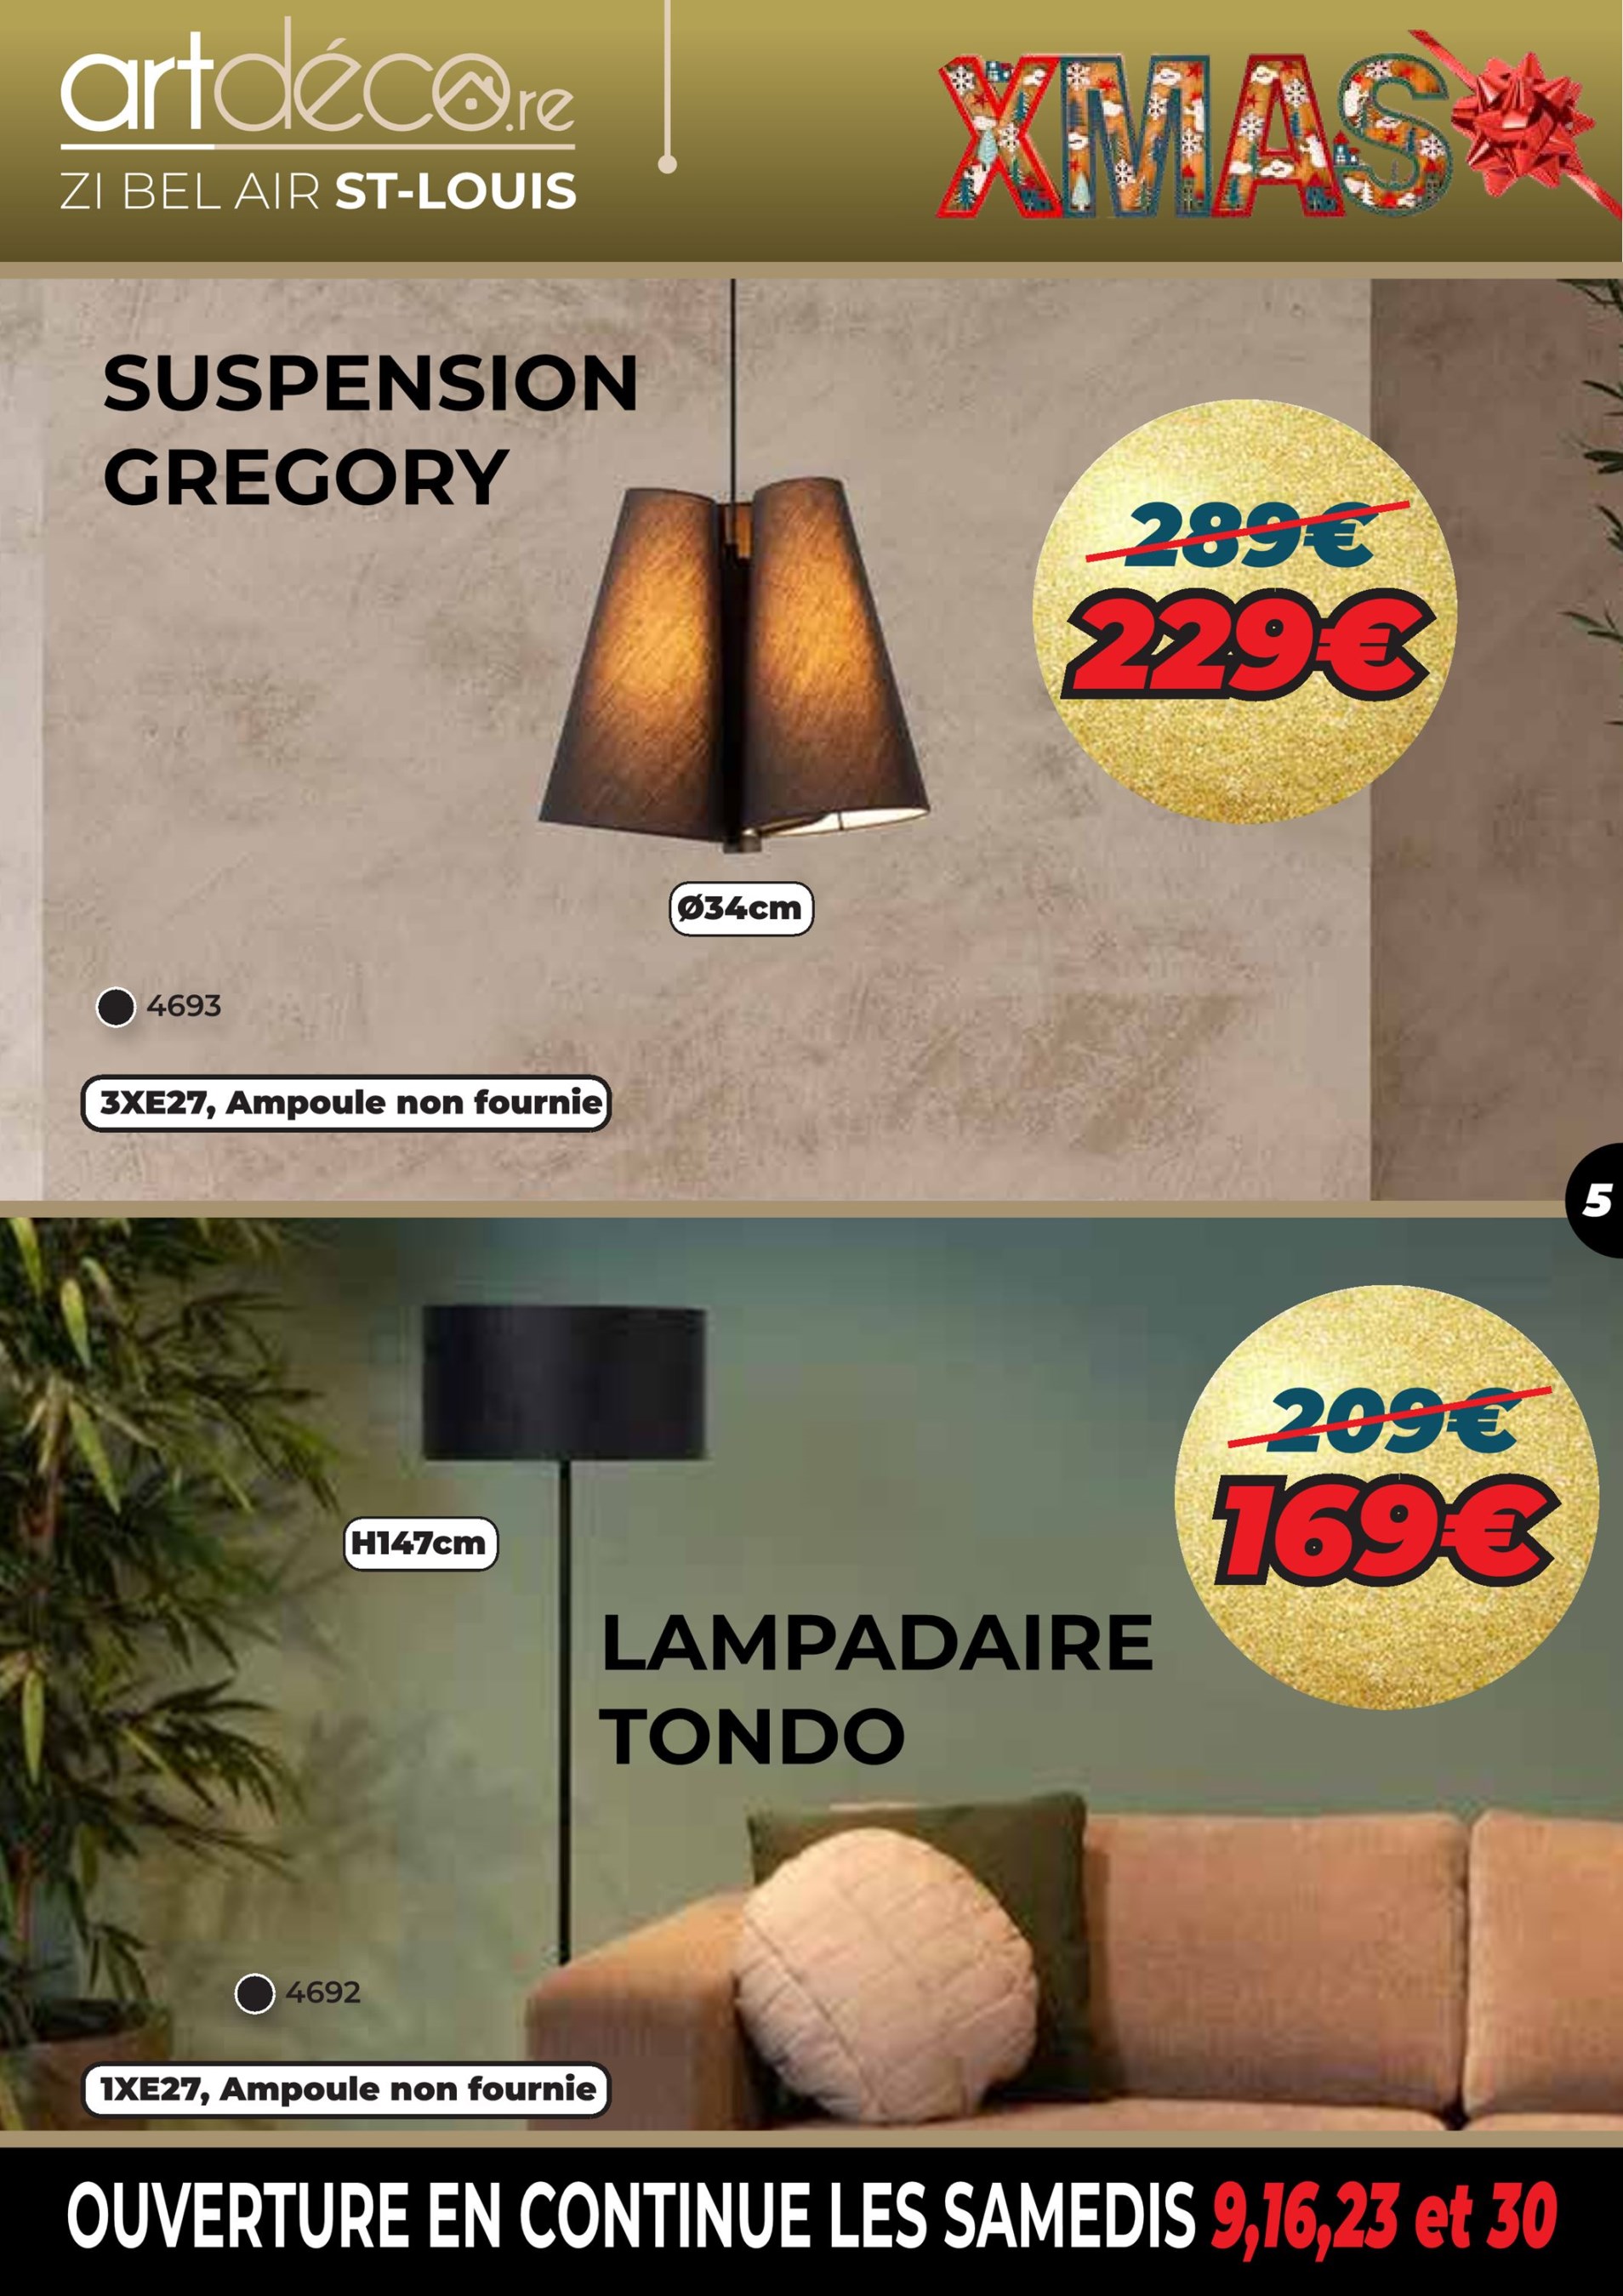 artdéco.re
ZI BEL AIR ST-LOUIS
XMAS
SUSPENSION
GREGORY
289€
229€
Ø34cm
4693
3XE27, Ampoule non fournie
5
209€
169€
H147cm
LAMPADAIRE
TONDO
4692
1XE27, Ampoule non fournie
OUVERTURE EN CONTINUE LES SAMEDIS 9,16,23 et 30